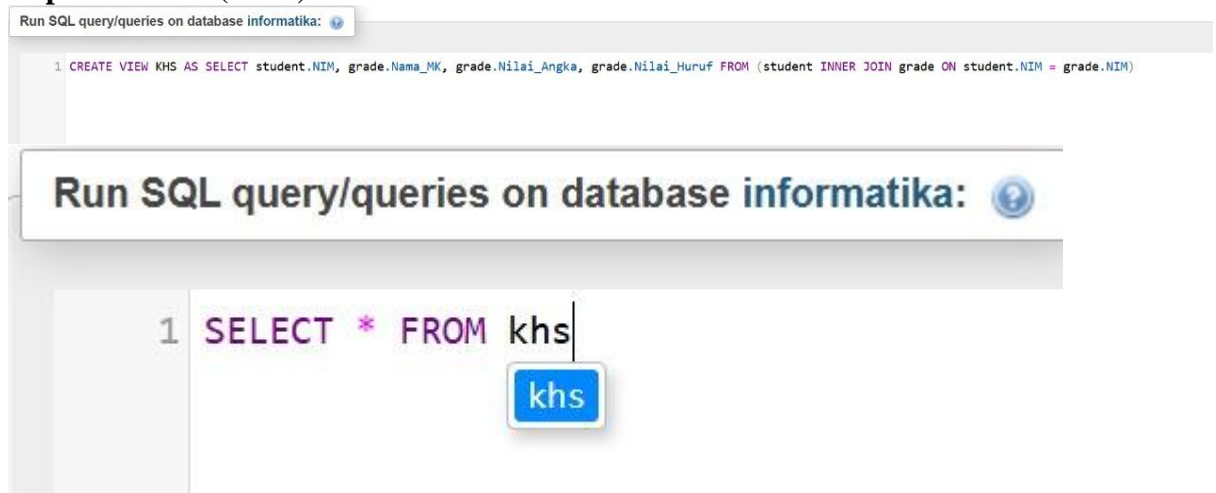 Run SQL query/queries on database informatika:
1 CREATE VIEW KHS AS SELECT student.NIM, grade.Nama_MK, grade.Nilai_Angka, grade.Nilai_Huruf FROM (student INNER JOIN grade ON student.NIM = grade.NIM)
Run SQL query/queries on database informatika:
1 SELECT * FROM khs
khs